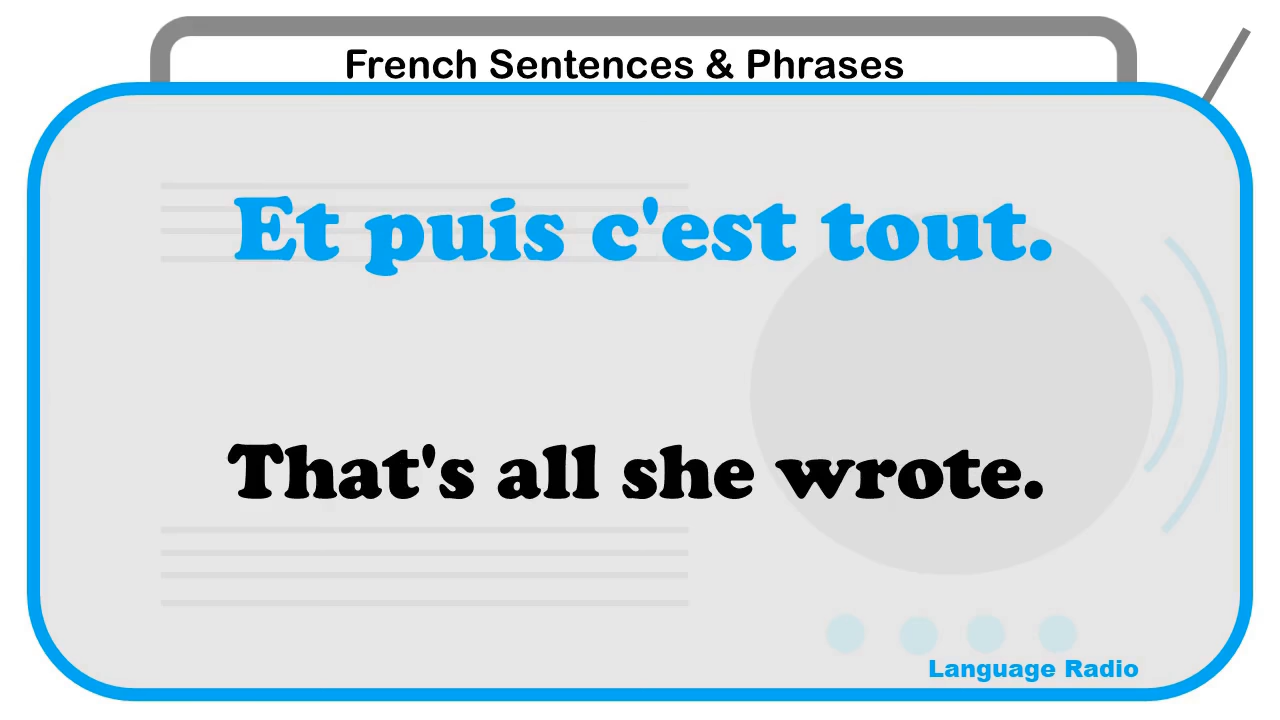 French Sentences & Phrases
Et puis c'est tout.
That's all she wrote.
Language Radio